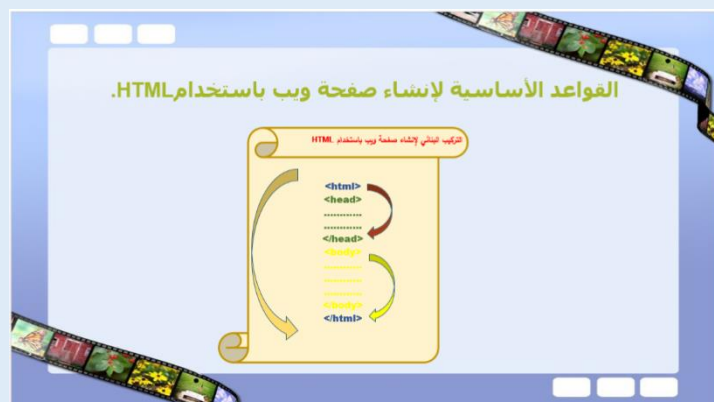 القواعد الأساسية لإنشاء صفحة ويب باستخدامHTML.
التركيب البنائي لإنشاء صفحة ويب باستخدام HTML
<html>
<head>
............
............
</head>
<body>
............
............
............
</body>
</html>